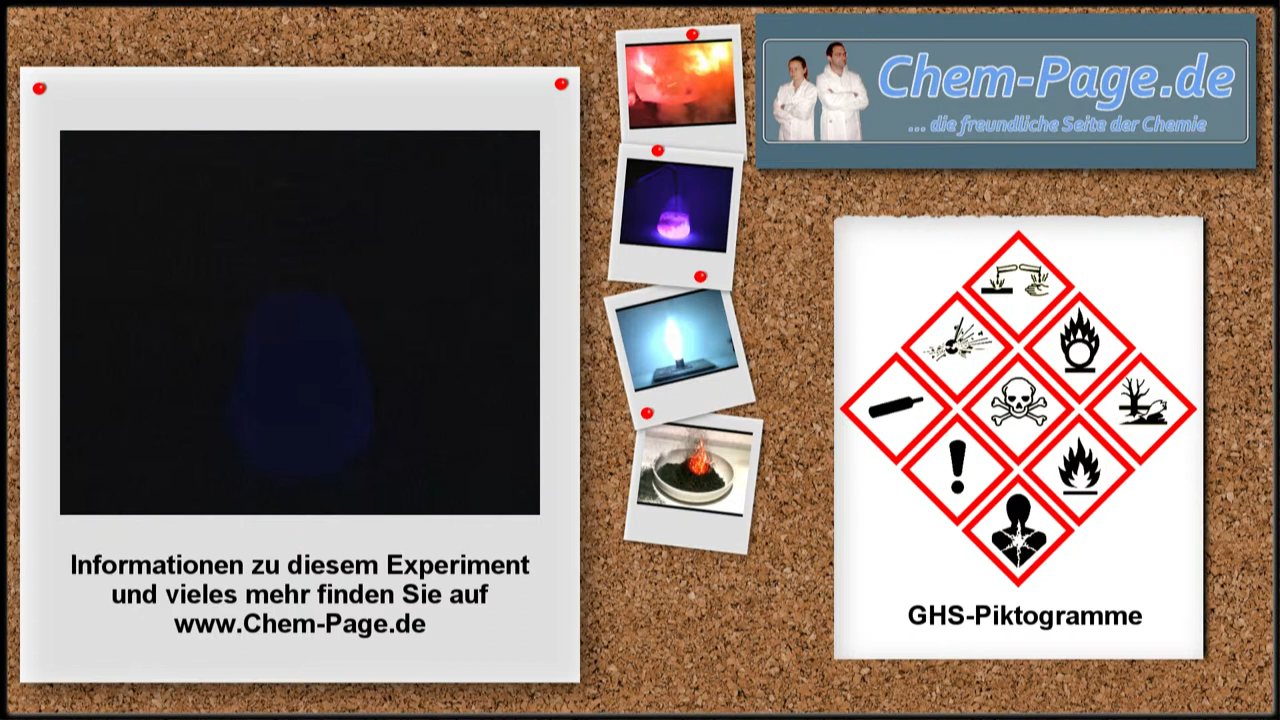 Chem-Page.de
... die freundliche Seite der Chemie
Informationen zu diesem Experiment
und vieles mehr finden Sie auf
www.Chem-Page.de
GHS-Piktogramme